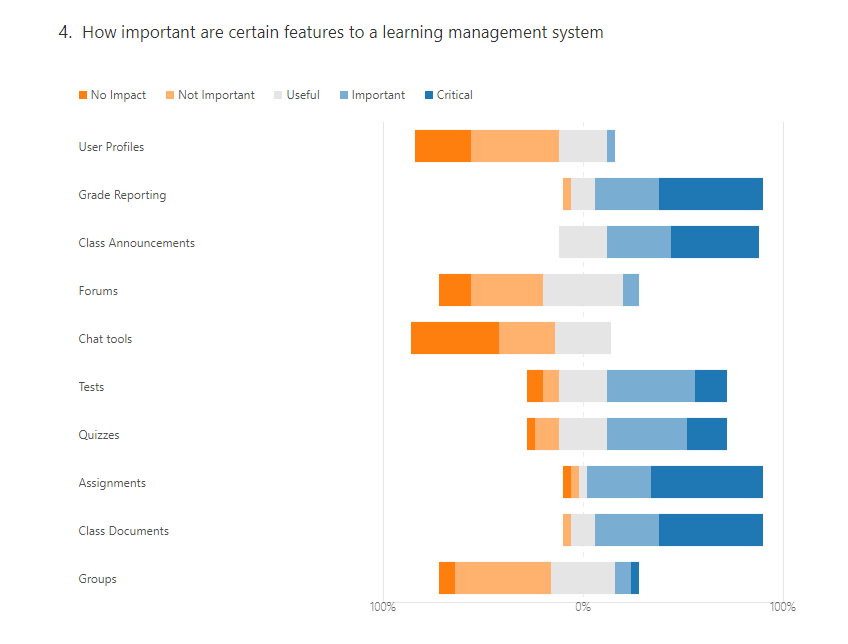 4. How important are certain features to a learning management system
No Impact Not Important Useful Important Critical
User Profiles
Grade Reporting
Class Announcements
Forums
Chat tools
Tests
Quizzes
Assignments
Class Documents
Groups
100% 0% 100%